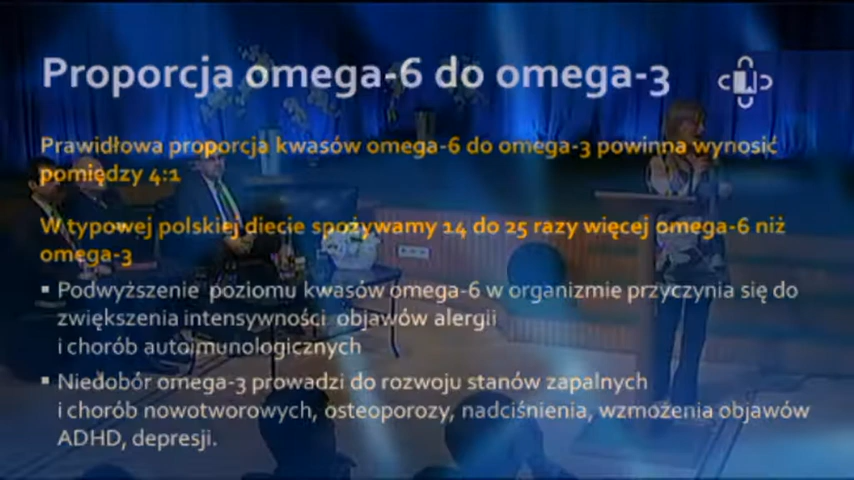 Proporcja omega-6 do omega-3
Prawidłowa proporcja kwasów omega-6 do omega-3 powinna wynosić
pomiędzy 4:1
W typowej polskiej diecie spożywamy 14 do 25 razy więcej omega-6 niż
omega-3
▪ Podwyższenie poziomu kwasów omega-6 w organizmie przyczynia się do
zwiększenia intensywności objawów alergii
i chorób autoimunologicznych
▪ Niedobór omega-3 prowadzi do rozwoju stanów zapalnych
i chorób nowotworowych, osteoporozy, nadciśnienia, wzmożenia objawów
ADHD, depresji.